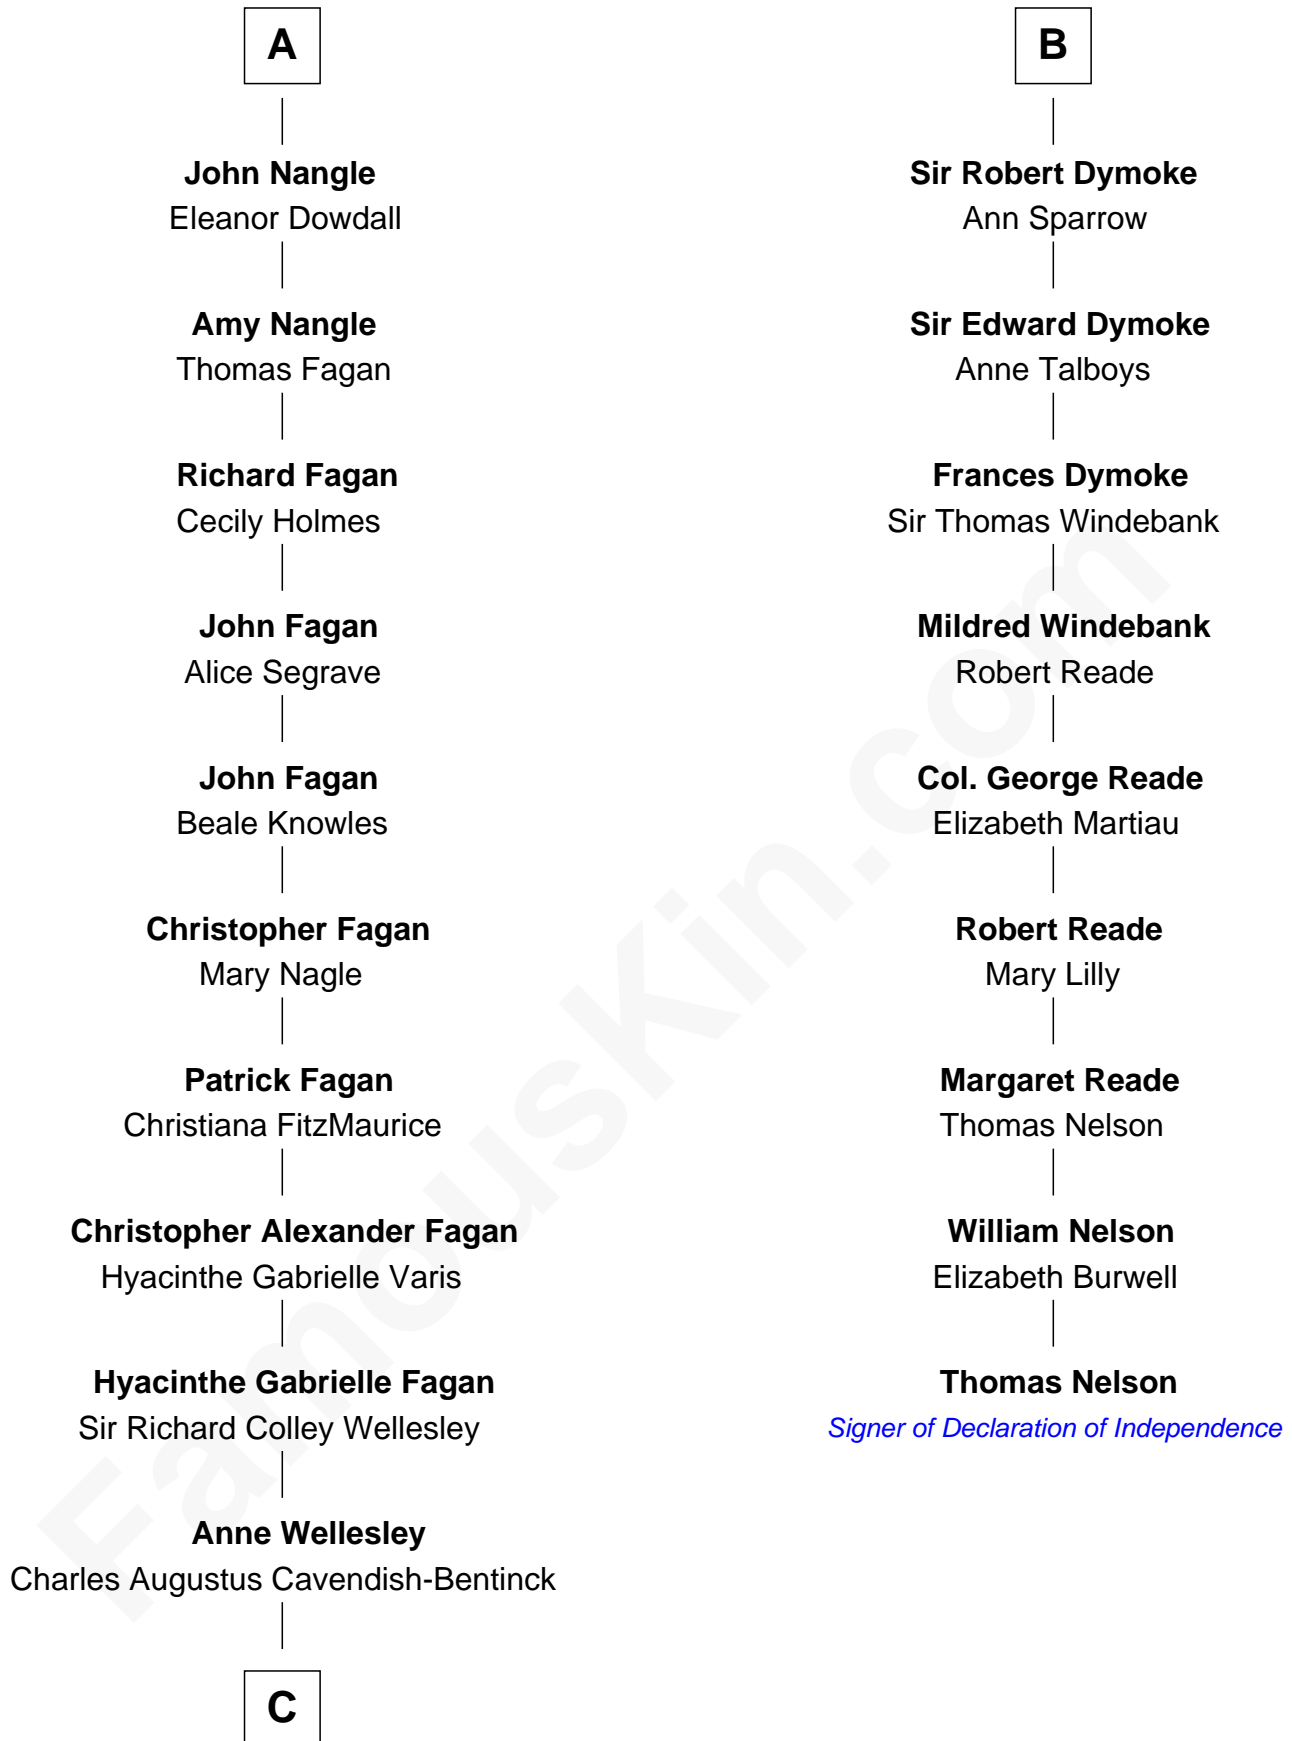 A
John Nangle
Eleanor Dowdall
Amy Nangle
Thomas Fagan
Richard Fagan
Cecily Holmes
John Fagan
Alice Segrave
John Fagan
Beale Knowles
Christopher Fagan
Mary Nagle
Patrick Fagan
Christiana FitzMaurice
Christopher Alexander Fagan
Hyacinthe Gabrielle Varis
Hyacinthe Gabrielle Fagan
Sir Richard Colley Wellesley
Anne Wellesley
Charles Augustus Cavendish-Bentinck
C
B
Sir Robert Dymoke
Ann Sparrow
Sir Edward Dymoke
Anne Talboys
Frances Dymoke
Sir Thomas Windebank
Mildred Windebank
Robert Reade
Col. George Reade
Elizabeth Martiau
Robert Reade
Mary Lilly
Margaret Reade
Thomas Nelson
William Nelson
Elizabeth Burwell
Thomas Nelson
Signer of Declaration of Independence
FamousKin.com